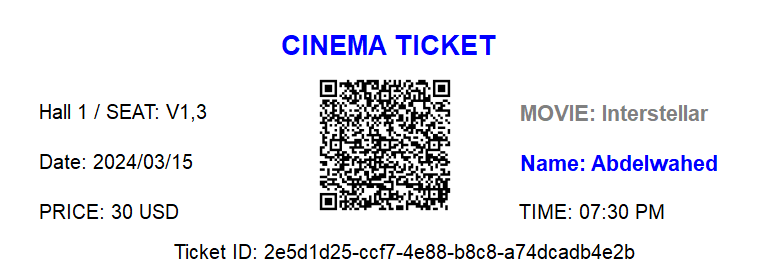 CINEMA TICKET
Hall 1 / SEAT: V1,3
MOVIE: Interstellar
Date: 2024/03/15
Name: Abdelwahed
PRICE: 30 USD
TIME: 07:30 PM
Ticket ID: 2e5d1d25-ccf7-4e88-b8c8-a74dcadb4e2b